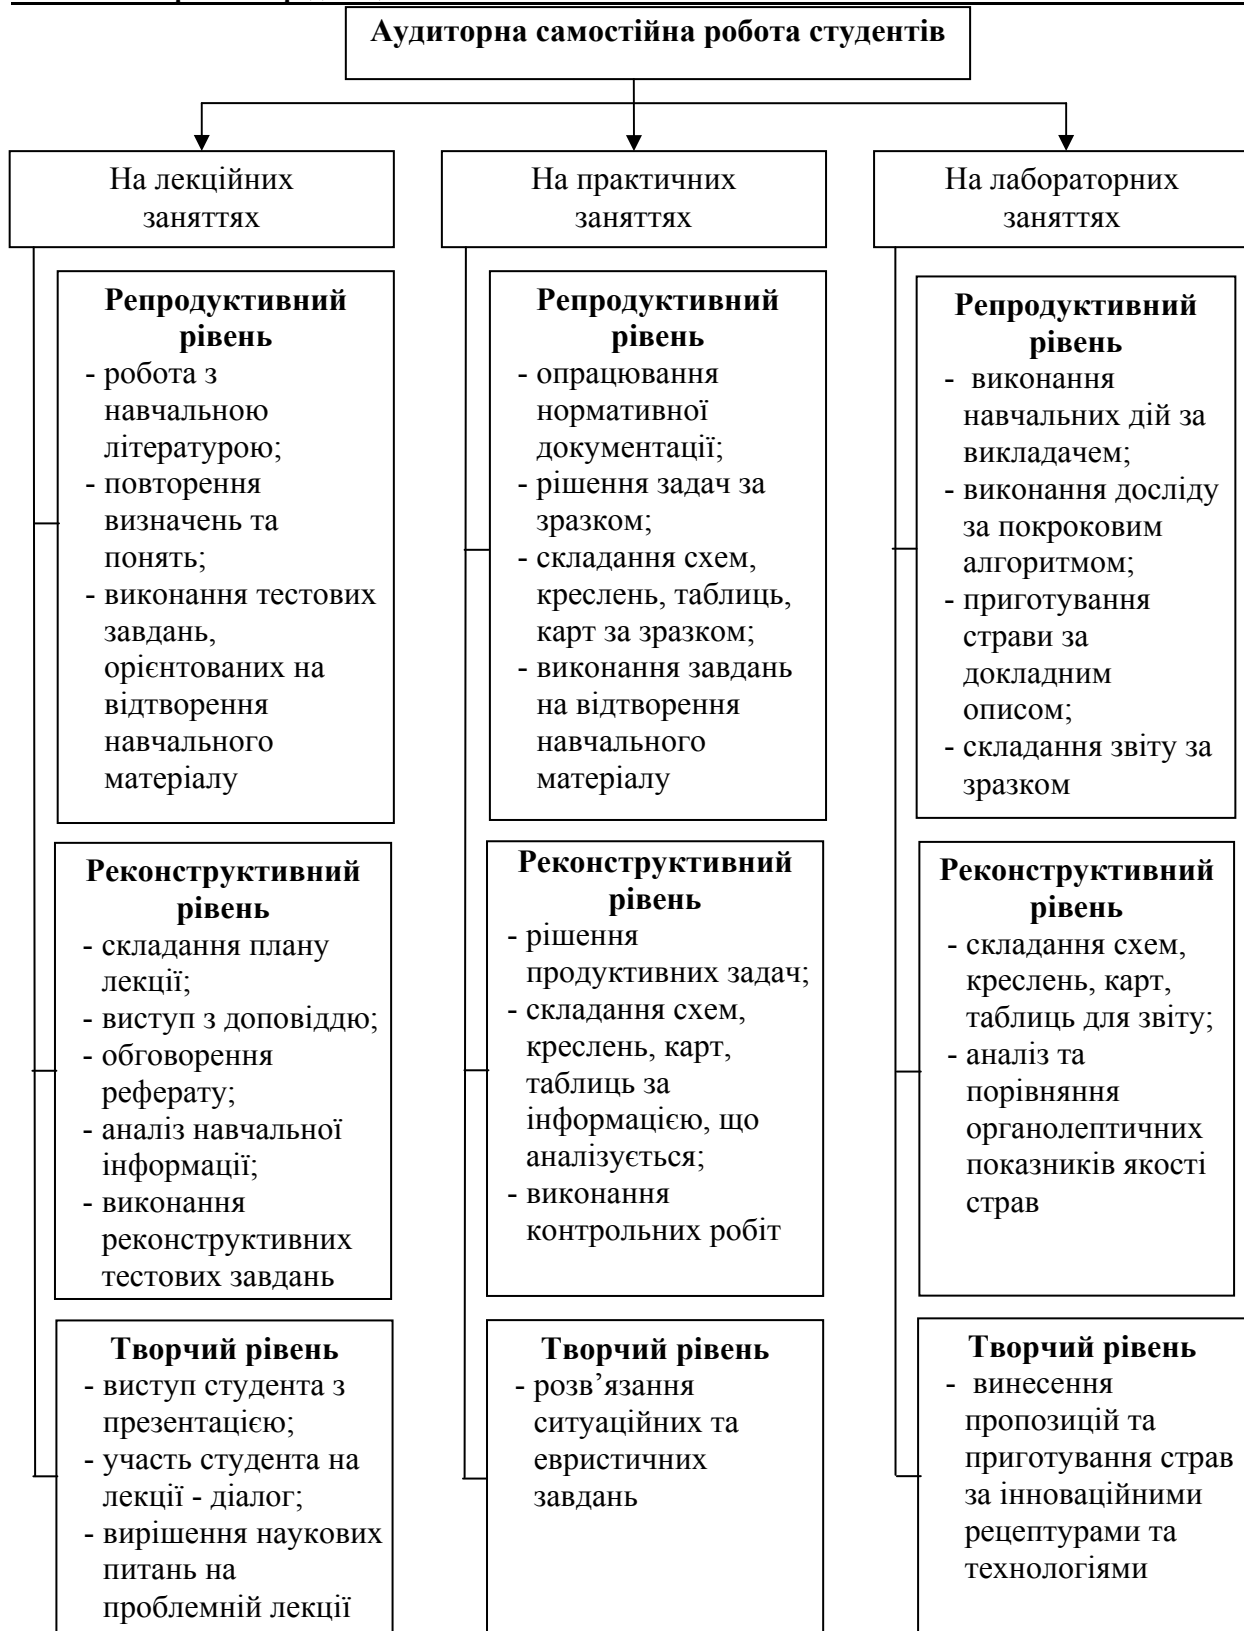 Аудиторна самостійна робота студентів
На лекційних
заняттях
Репродуктивний
рівень
- робота з
навчальною
літературою;
- повторення
визначень та
понять;
- виконання тестових
завдань,
орієнтованих на
відтворення
навчального
матеріалу
Реконструктивний
рівень
- складання плану
лекції;
- виступ з доповіддю;
- обговорення
реферату;
- аналіз навчальної
інформації;
- виконання
реконструктивних
тестових завдань
Творчий рівень
- виступ студента з
презентацією;
- участь студента на
лекції - діалог;
- вирішення наукових
питань на
проблемній лекції
На практичних
заняттях
Репродуктивний
рівень
- опрацювання
нормативної
документації;
- рішення задач за
зразком;
- складання схем,
креслень, таблиць,
карт за зразком;
- виконання завдань
на відтворення
навчального
матеріалу
Реконструктивний
рівень
- рішення
продуктивних задач;
- складання схем,
креслень, карт,
таблиць за
інформацією, що
аналізується;
- виконання
контрольних робіт
Творчий рівень
- розв’язання
ситуаційних та
евристичних
завдань
На лабораторних
заняттях
Репродуктивний
рівень
- виконання
навчальних дій за
викладачем;
- виконання досліду
за покроковим
алгоритмом;
- приготування
страви за
докладним
описом;
- складання звіту за
зразком
Реконструктивний
рівень
- складання схем,
креслень, карт,
таблиць для звіту;
- аналіз та
порівняння
органолептичних
показників якості
страв
Творчий рівень
- винесення
пропозицій та
приготування страв
за інноваційними
рецептурами та
технологіями